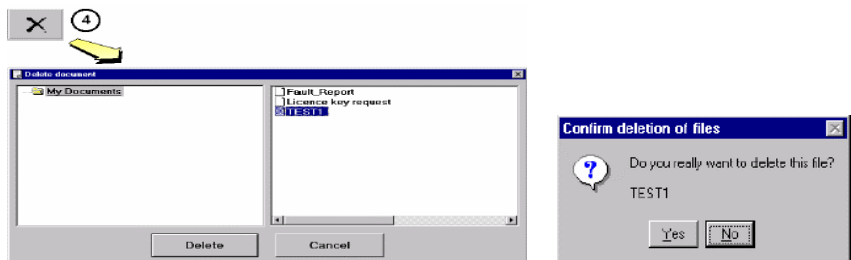 4
Delete document
My Documents
Fault_Report
Licence key request
TEST1
Delete
Cancel
Confirm deletion of files
Do you really want to delete this file?
TEST1
Yes
No